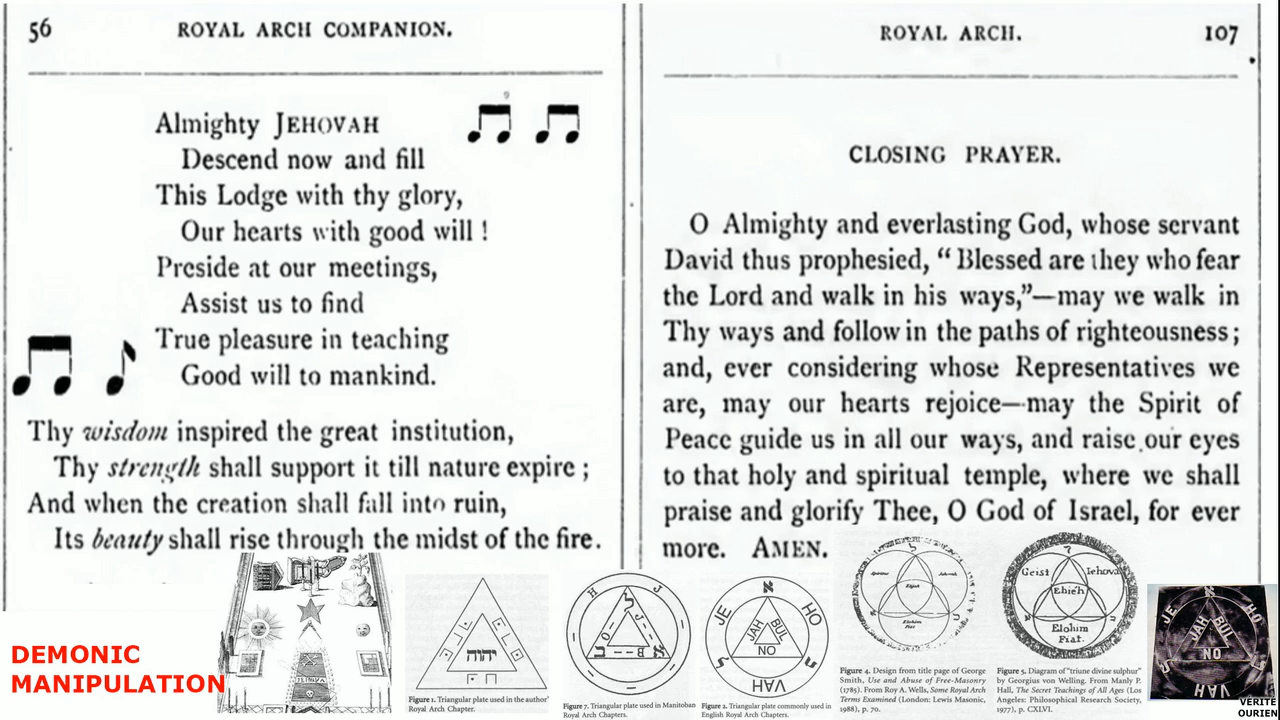 56 ROYAL ARCH COMPANION.
Almighty JEHOVAH
Descend now and fill
This Lodge with thy glory,
Our hearts with good will !
Preside at our meetings,
Assist us to find
True pleasure in teaching
Good will to mankind.
Thy wisdom inspired the great institution,
Thy strength shall support it till nature expire ;
And when the creation shall fall into ruin,
Its beauty shall rise through the midst of the fire.
ROYAL ARCH. 107
CLOSING PRAYER.
O Almighty and everlasting God, whose servant
David thus prophesied, “ Blessed are they who fear
the Lord and walk in his ways,”—may we walk in
Thy ways and follow in the paths of righteousness ;
and, ever considering whose Representatives we
are, may our hearts rejoice—may the Spirit of
Peace guide us in all our ways, and raise our eyes
to that holy and spiritual temple, where we shall
praise and glorify Thee, O God of Israel, for ever
more. AMEN.
DEMONIC
MANIPULATION
יהוה
Figure 1. Triangular plate used in the author'
Royal Arch Chapter.
H J
Figure 7. Triangular plate used in Manitoban
Royal Arch Chapters.
JE HO VAH
JAH BUL
NO
Figure 2. Triangular plate commonly used in
English Royal Arch Chapters.
Elohim
Fiat
Figure 4. Design from title page of George
Smith, Use and Abuse of Free-Masonry
(1785). From Roy A. Wells, Some Royal Arch
Terms Examined (London: Lewis Masonic,
1988), p. 70.
Geist Iehova
Ehieh
Elohim
Fiat.
Figure 5. Diagram of "triune divine sulphur"
by Georgius von Welling. From Manly P.
Hall, The Secret Teachings of All Ages (Los
Angeles: Philosophical Research Society,
1977), p. CXLVI.
JE HO VAH
JAH BUL
NO
VÉRITÉ
OURIEN